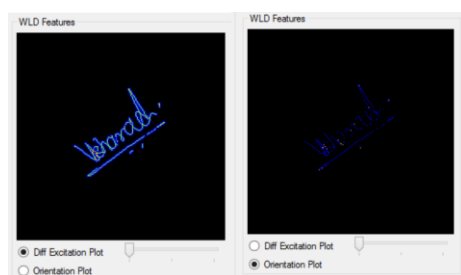 WLD Features
Diff Excitation Plot
Orientation Plot
WLD Features
Diff Excitation Plot
Orientation Plot